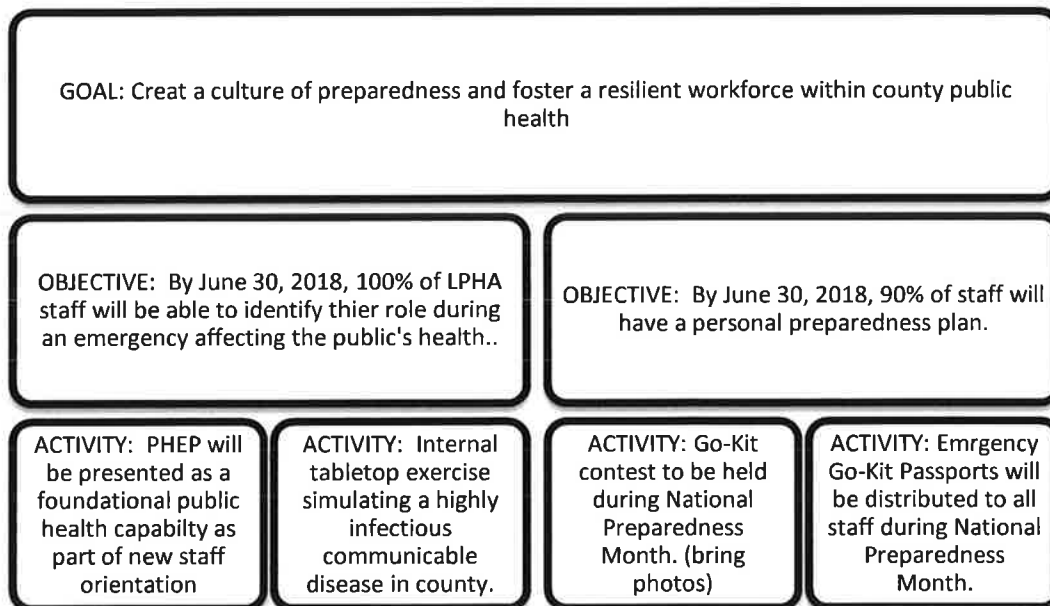 GOAL: Creat a culture of preparedness and foster a resilient workforce within county public
health
OBJECTIVE: By June 30, 2018, 100% of LPHA
staff will be able to identify thier role during
an emergency affecting the public's health..
OBJECTIVE: By June 30, 2018, 90% of staff will
have a personal preparedness plan.
ACTIVITY: PHEP will
be presented as a
foundational public
health capabilty as
part of new staff
orientation
ACTIVITY: Internal
tabletop exercise
simulating a highly
infectious
communicable
disease in county.
ACTIVITY: Go-Kit
contest to be held
during National
Preparedness
Month. (bring
photos)
ACTIVITY: Emrgency
Go-Kit Passports will
be distributed to all
staff during National
Preparedness
Month.